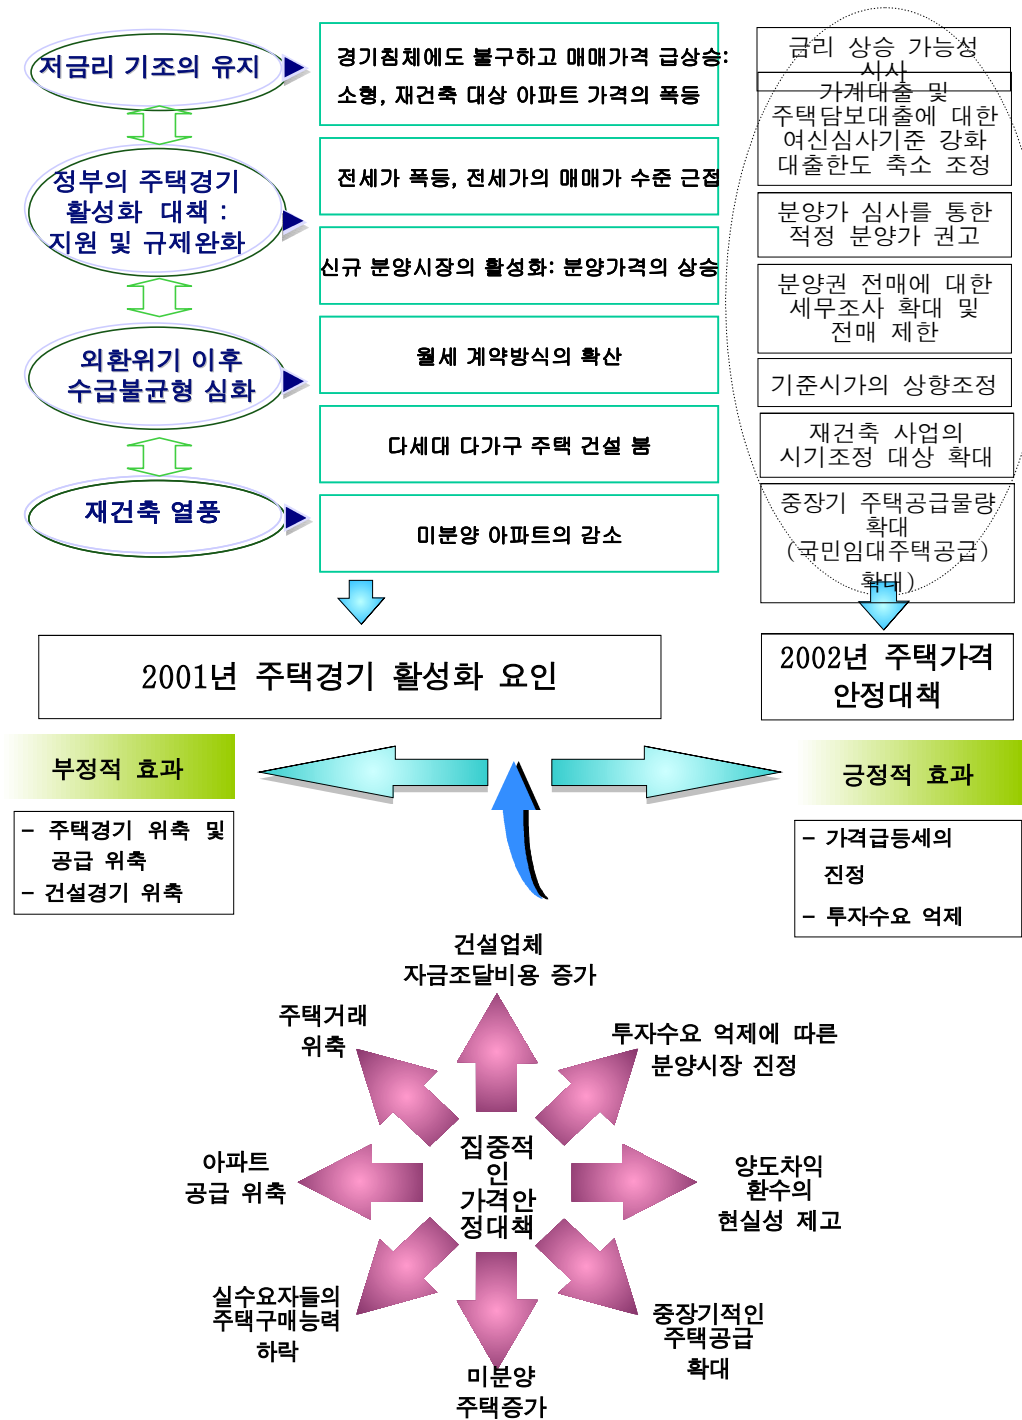 저금리 기조의 유지
정부의 주택경기
활성화 대책 :
지원 및 규제완화
외환위기 이후
수급불균형 심화
재건축 열풍
경기침체에도 불구하고 매매가격 급상승:
소형, 재건축 대상 아파트 가격의 폭등
전세가 폭등, 전세가의 매매가 수준 근접
신규 분양시장의 활성화: 분양가격의 상승
월세 계약방식의 확산
다세대 다가구 주택 건설 붐
미분양 아파트의 감소
금리 상승 가능성
시사
가계대출 및
주택담보대출에 대한
여신심사기준 강화
대출한도 축소 조정
분양가 심사를 통한
적정 분양가 권고
분양권 전매에 대한
세무조사 확대 및
전매 제한
기준시가의 상향조정
재건축 사업의
시기조정 대상 확대
중장기 주택공급물량
확대
(국민임대주택공급)
확대)
2001년 주택경기 활성화 요인
2002년 주택가격
안정대책
부정적 효과
– 주택경기 위축 및
공급 위축
– 건설경기 위축
긍정적 효과
– 가격급등세의
진정
– 투자수요 억제
건설업체
자금조달비용 증가
주택거래
위축
투자수요 억제에 따른
분양시장 진정
아파트
공급 위축
집중적
인
가격안
정대책
양도차익
환수의
현실성 제고
실수요자들의
주택구매능력
하락
중장기적인
주택공급
확대
미분양
주택증가